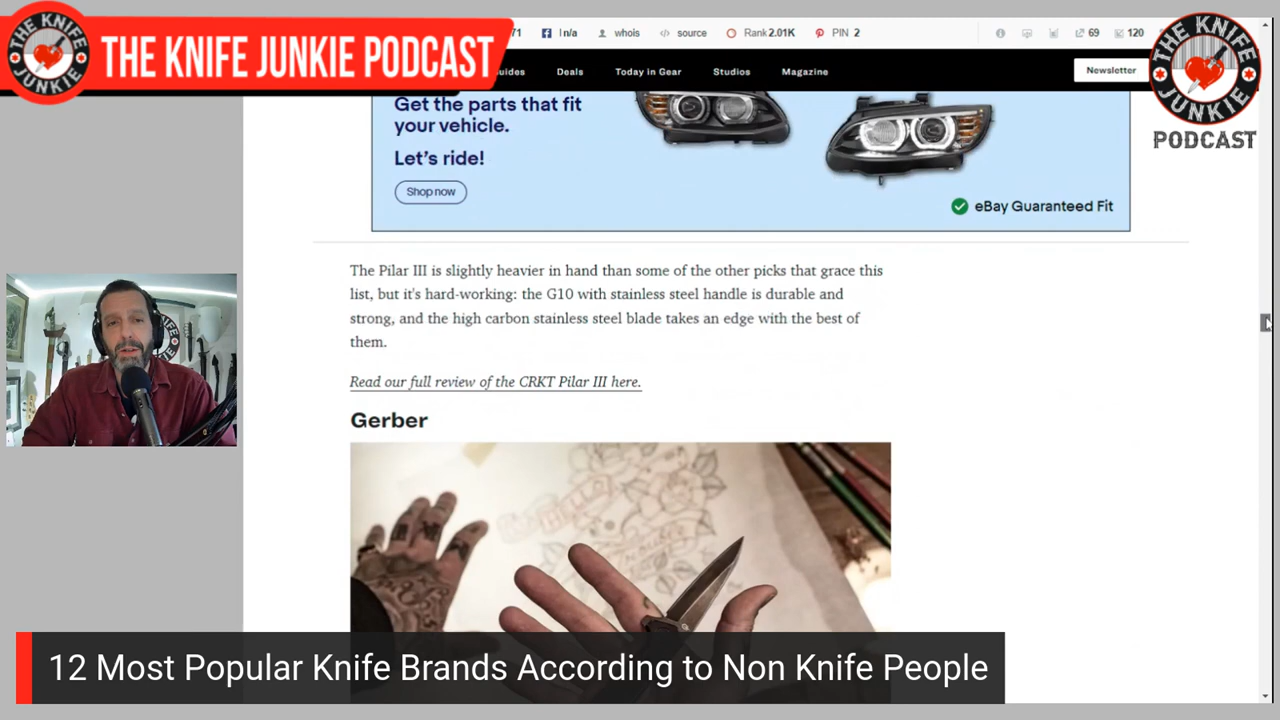 THE KNIFE JUNKIE
THE KNIFE JUNKIE PODCAST
71
n/a
whois
source
Rank 2.01K
PIN 2
69
120
Deals
Today in Gear
Studios
Magazine
Newsletter
THE KNIFE
JUNKIE
PODCAST
Get the parts that fit
your vehicle.
Let's ride!
Shop now
eBay Guaranteed Fit
The Pilar III is slightly heavier in hand than some of the other picks that grace this
list, but it's hard-working: the G10 with stainless steel handle is durable and
strong, and the high carbon stainless steel blade takes an edge with the best of
them.
Read our full review of the CRKT Pilar III here.
Gerber
12 Most Popular Knife Brands According to Non Knife People